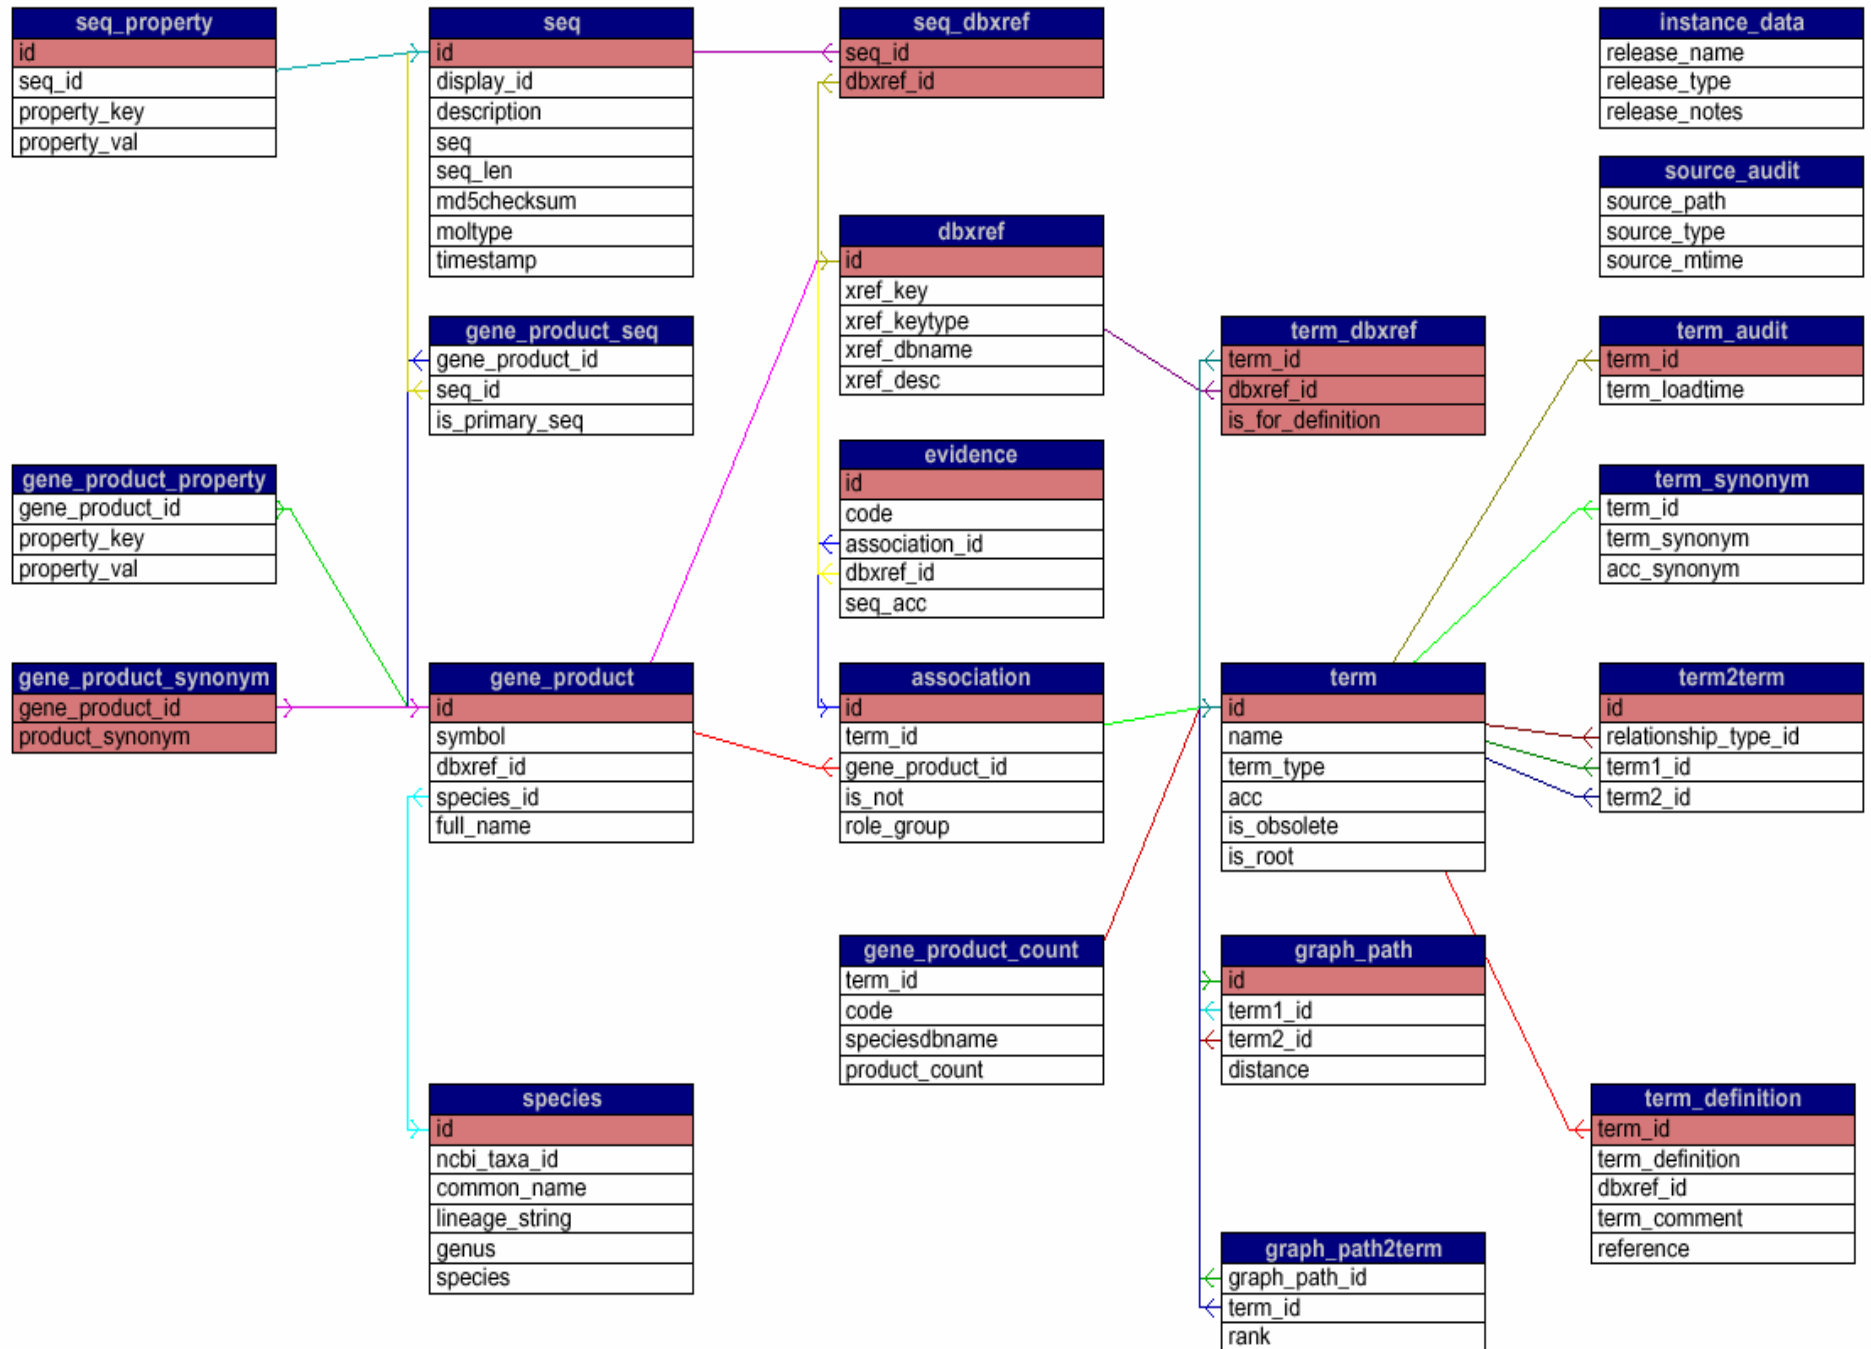 seq_property
id
seq_id
property_key
property_val
seq
id
display_id
description
seq
seq_len
md5checksum
moltype
timestamp
seq_dbxref
seq_id
dbxref_id
instance_data
release_name
release_type
release_notes
source_audit
source_path
source_type
source_mtime
dbxref
id
xref_key
xref_keytype
xref_dbname
xref_desc
gene_product_seq
gene_product_id
seq_id
is_primary_seq
term_dbxref
term_id
dbxref_id
is_for_definition
term_audit
term_id
term_loadtime
evidence
id
code
association_id
dbxref_id
seq_acc
gene_product_property
gene_product_id
property_key
property_val
term_synonym
term_id
term_synonym
acc_synonym
gene_product_synonym
gene_product_id
product_synonym
gene_product
id
symbol
dbxref_id
species_id
full_name
association
id
term_id
gene_product_id
is_not
role_group
term
id
name
term_type
acc
is_obsolete
is_root
term2term
id
relationship_type_id
term1_id
term2_id
gene_product_count
term_id
code
speciesdbname
product_count
graph_path
id
term1_id
term2_id
distance
species
id
ncbi_taxa_id
common_name
lineage_string
genus
species
term_definition
term_id
term_definition
dbxref_id
term_comment
reference
graph_path2term
graph_path_id
term_id
rank